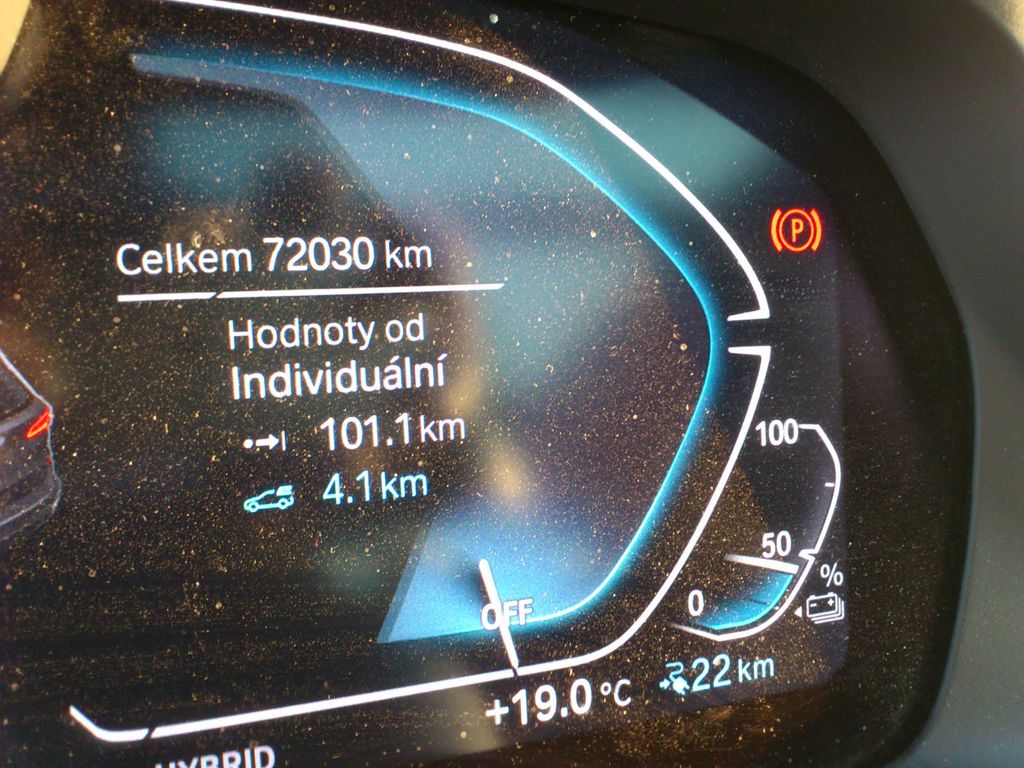 Celkem 72030 km
Hodnoty od
Individuální
101.1 km
4.1 km
P
100
50
0
%
OFF
+19.0 °C
22 km
HYBRID